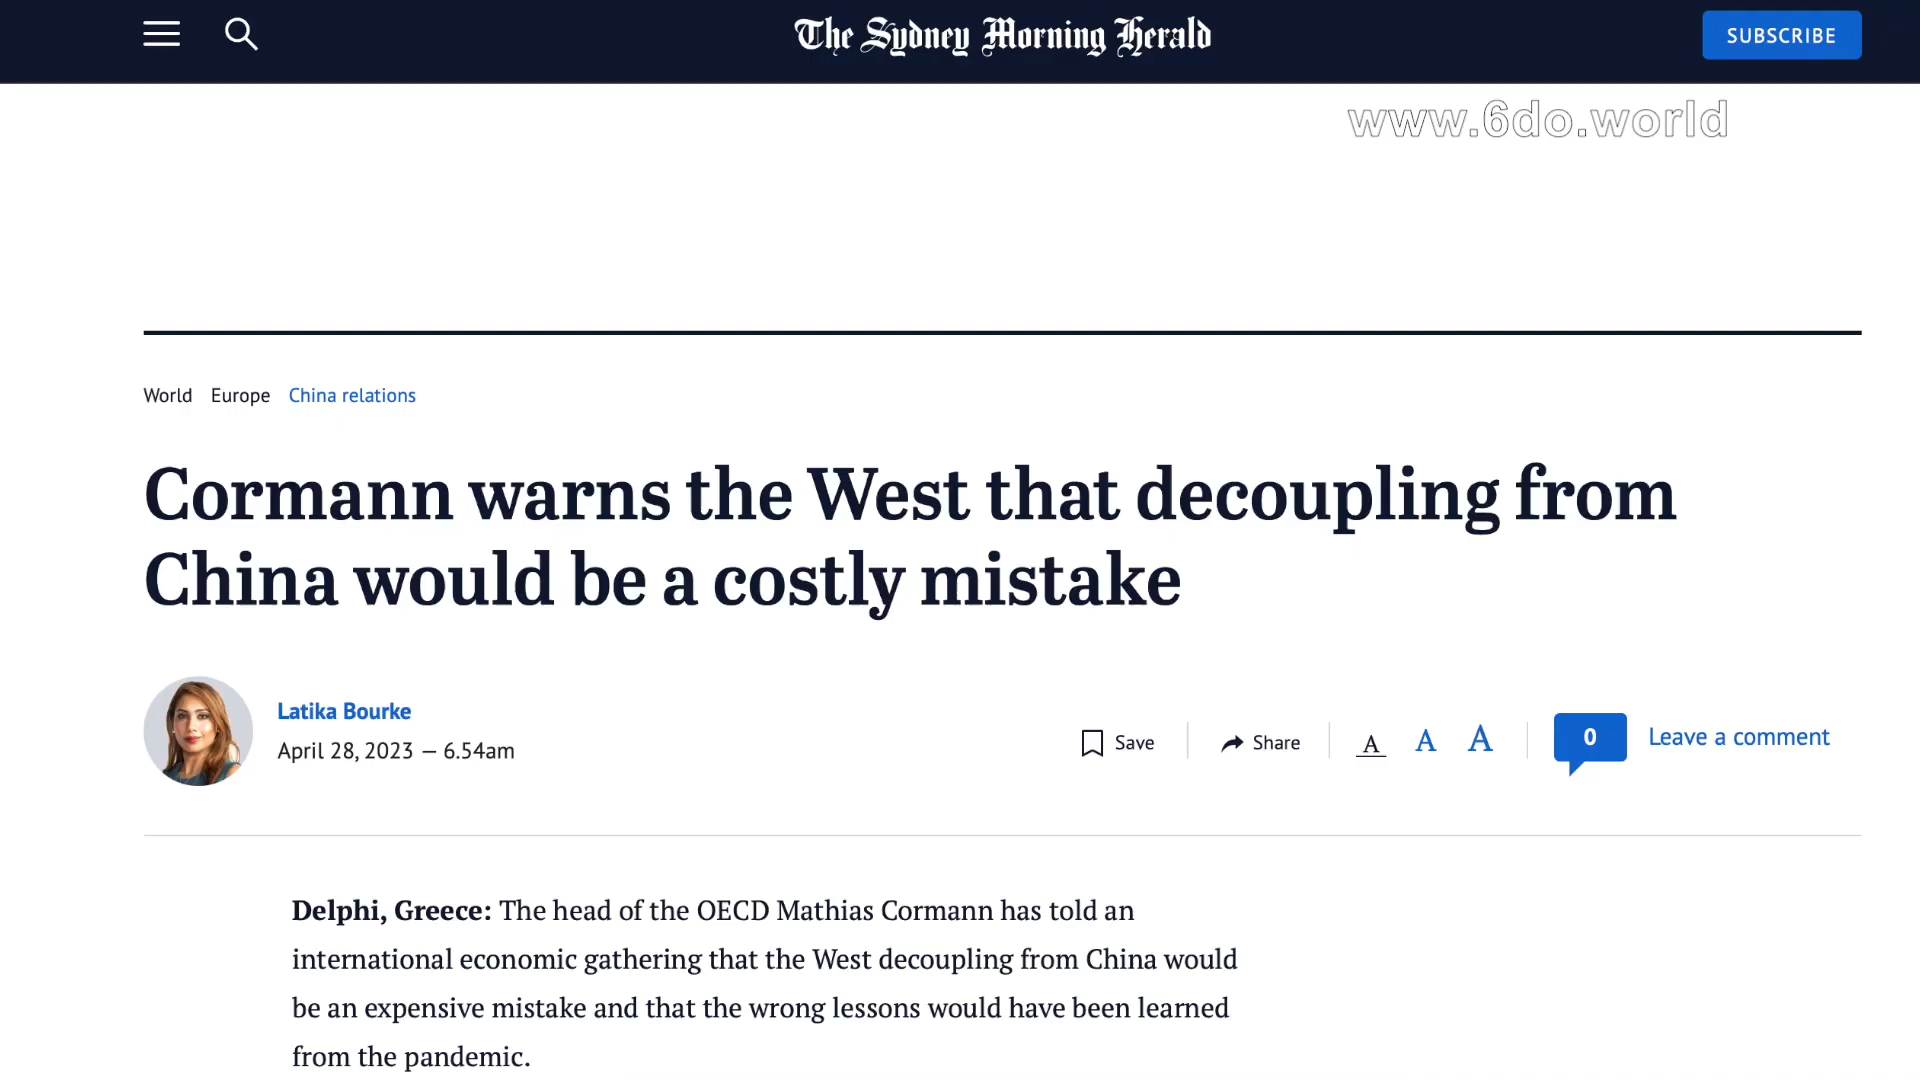 The Sydney Morning Herald
SUBSCRIBE
www.6do.world
World Europe China relations
Cormann warns the West that decoupling from
China would be a costly mistake
Latika Bourke
April 28, 2023 — 6.54am
Save
Share
A A A
0
Leave a comment
Delphi, Greece: The head of the OECD Mathias Cormann has told an
international economic gathering that the West decoupling from China would
be an expensive mistake and that the wrong lessons would have been learned
from the pandemic.